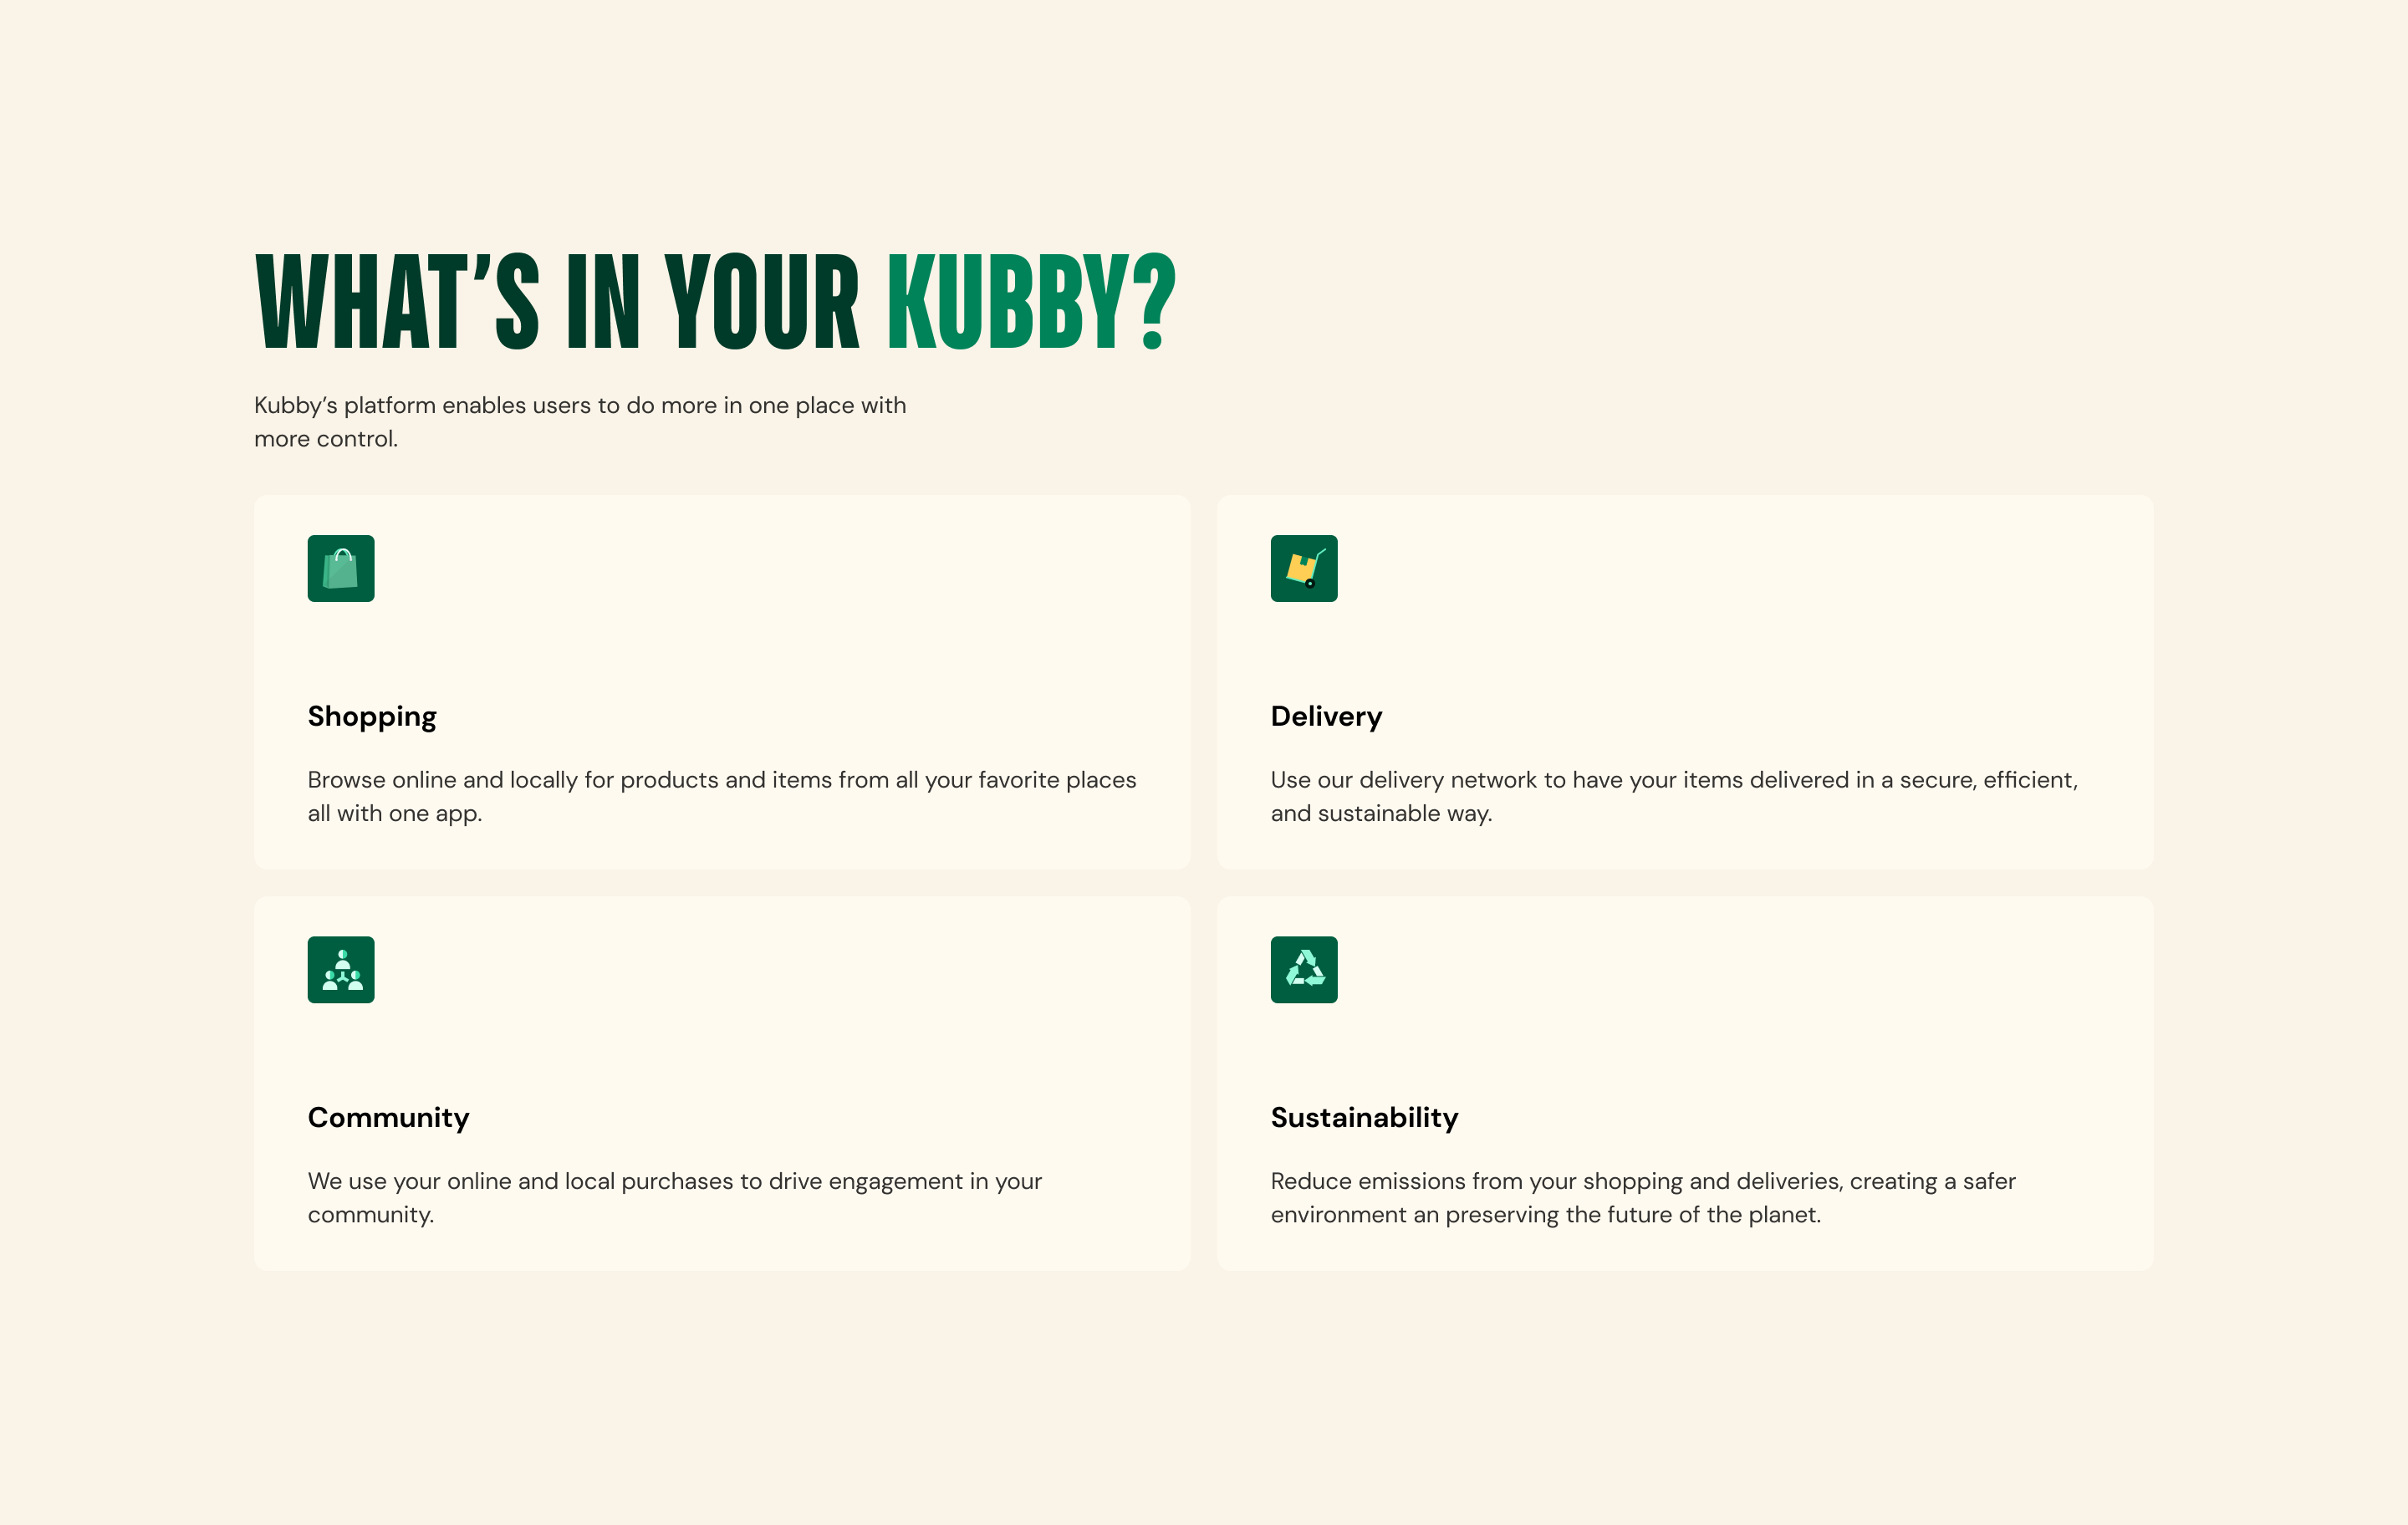 WHAT’S IN YOUR KUBBY?
Kubby’s platform enables users to do more in one place with
more control.
Shopping
Browse online and locally for products and items from all your favorite places
all with one app.
Delivery
Use our delivery network to have your items delivered in a secure, efficient,
and sustainable way.
Community
We use your online and local purchases to drive engagement in your
community.
Sustainability
Reduce emissions from your shopping and deliveries, creating a safer
environment an preserving the future of the planet.